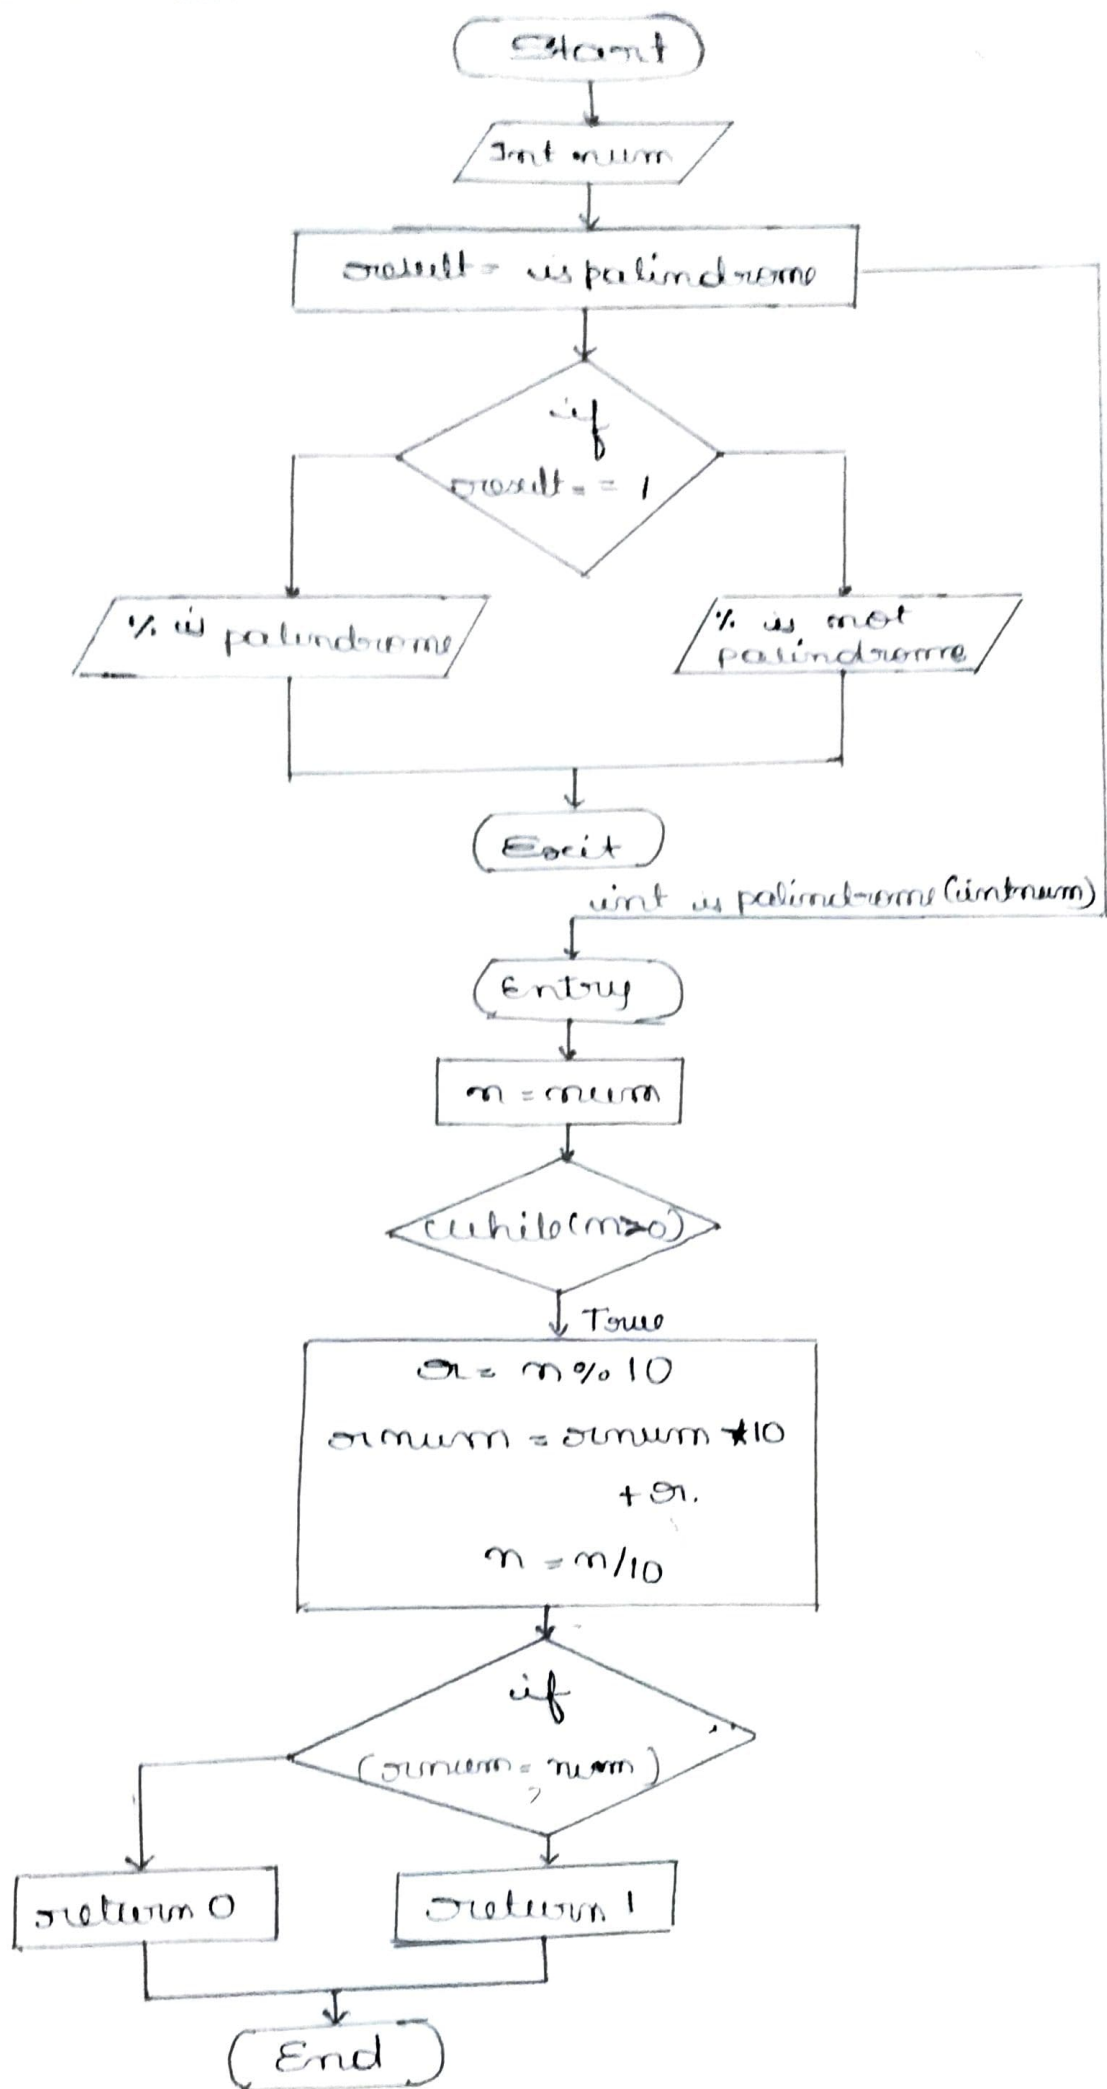 Start
Int num
result = is palindrome
if
result = = 1
% is palindrome
% is not
palindrome
Exit
int is palindrome (int num)
Entry
n = num
while (n>0)
True
r = n % 10
rnum = rnum *10
+ r.
n = n/10
if
(rnum = num)
return 0
return 1
End